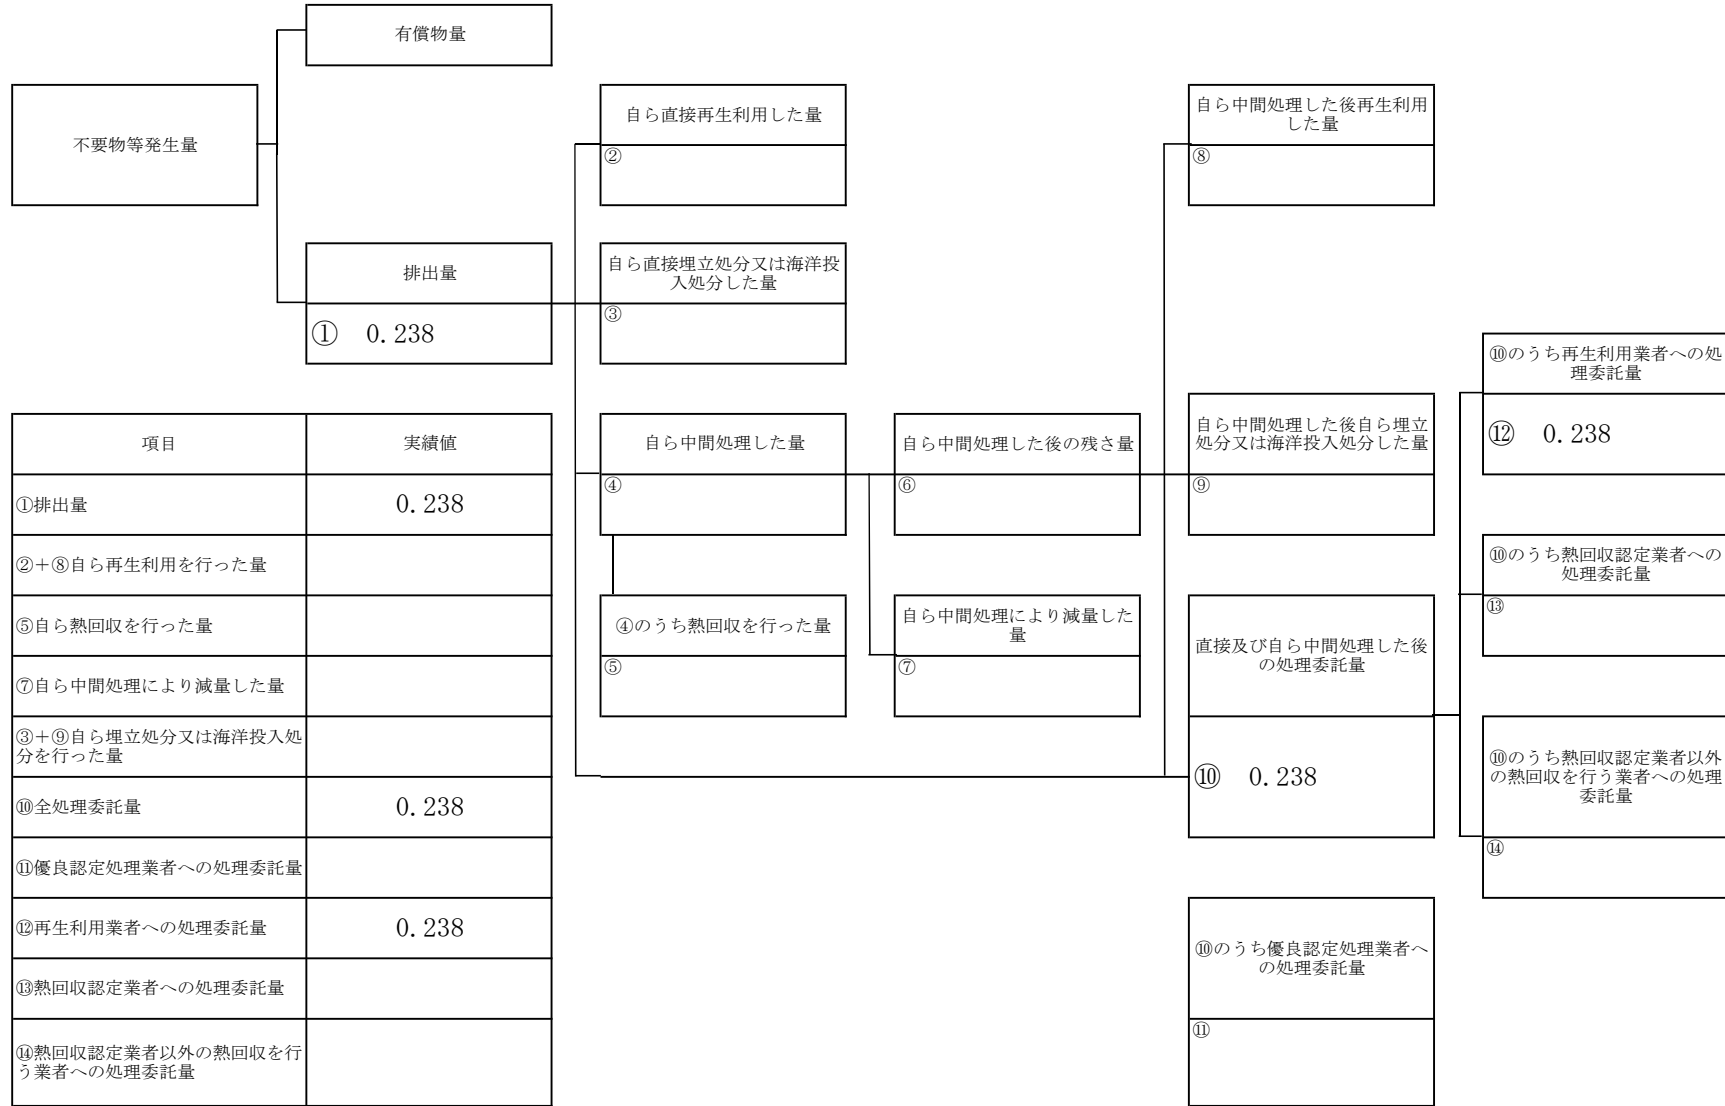 有償物量
不要物等発生量
自ら直接再生利用した量
②
自ら中間処理した後再生利用
した量
⑧
排出量
① 0.238
自ら直接埋立処分又は海洋投
入処分した量
③
⑩のうち再生利用業者への処
理委託量
⑫ 0.238
自ら中間処理した量
④
自ら中間処理した後の残さ量
⑥
自ら中間処理した後自ら埋立
処分又は海洋投入処分した量
⑨
⑩のうち熱回収認定業者への
処理委託量
⑬
④のうち熱回収を行った量
⑤
自ら中間処理により減量した
量
⑦
直接及び自ら中間処理した後
の処理委託量
⑩ 0.238
⑩のうち熱回収認定業者以外
の熱回収を行う業者への処理
委託量
⑭
⑩のうち優良認定処理業者へ
の処理委託量
⑪
項目 実績値
①排出量 0.238
②＋⑧自ら再生利用を行った量
⑤自ら熱回収を行った量
⑦自ら中間処理により減量した量
③＋⑨自ら埋立処分又は海洋投入処
分を行った量
⑩全処理委託量 0.238
⑪優良認定処理業者への処理委託量
⑫再生利用業者への処理委託量 0.238
⑬熱回収認定業者への処理委託量
⑭熱回収認定業者以外の熱回収を行
う業者への処理委託量